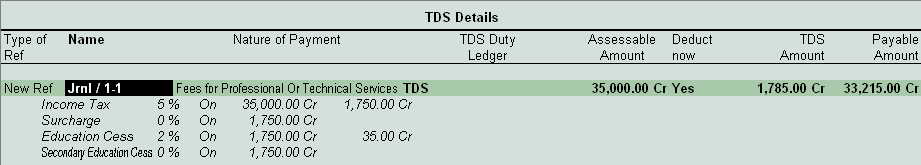 TDS Details
Type of Ref Name Nature of Payment TDS Duty Ledger Assessable Amount Deduct now TDS Amount Payable Amount
New Ref Jrnl / 1-1 Fees for Professional Or Technical Services TDS 35,000.00 Cr Yes 1,785.00 Cr 33,215.00 Cr
Income Tax 5 % On 35,000.00 Cr 1,750.00 Cr
Surcharge 0 % On 1,750.00 Cr
Education Cess 2 % On 1,750.00 Cr 35.00 Cr
Secondary Education Cess 0 % On 1,750.00 Cr